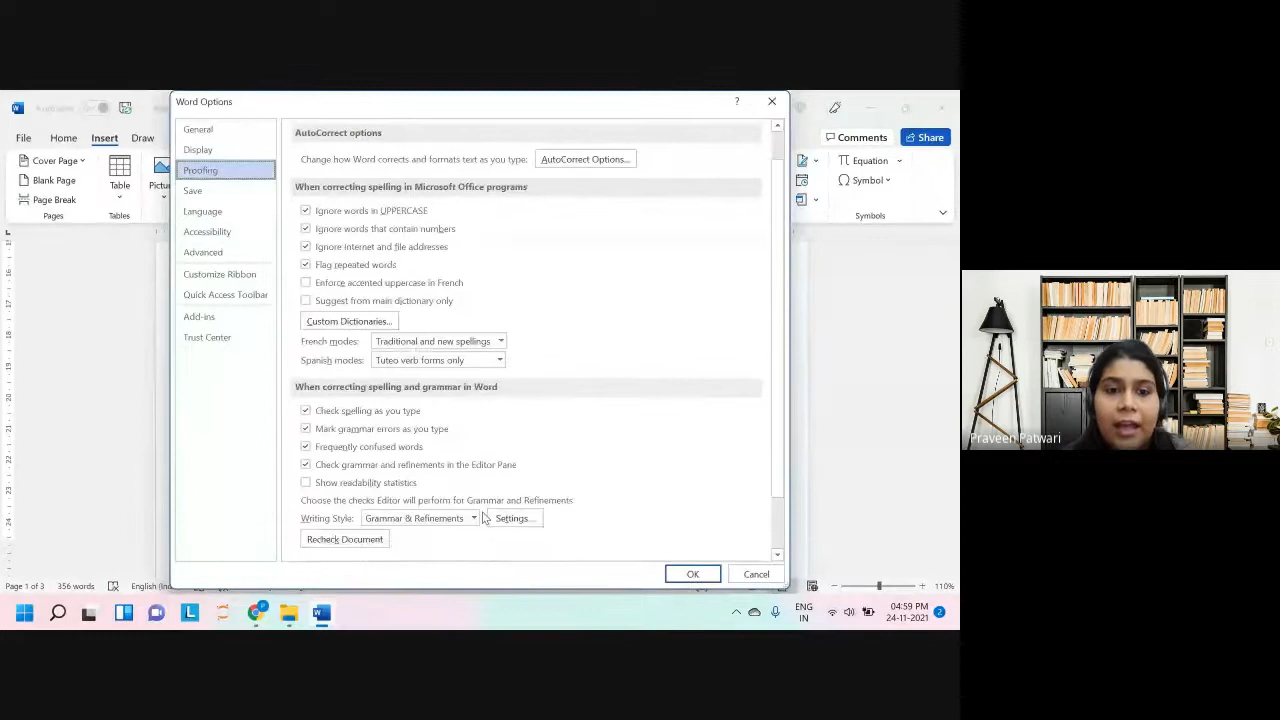 Word Options
?
File
Home
Insert
Draw
Comments
Share
Cover Page
Blank Page
Page Break
Pages
Table
Tables
Equation
Symbol
Symbols
General
Display
Proofing
Save
Language
Accessibility
Advanced
Customize Ribbon
Quick Access Toolbar
Add-ins
Trust Center
AutoCorrect options
Change how Word corrects and formats text as you type: AutoCorrect Options...
When correcting spelling in Microsoft Office programs
Ignore words in UPPERCASE
Ignore words that contain numbers
Ignore internet and file addresses
Flag repeated words
Enforce accented uppercase in French
Suggest from main dictionary only
Custom Dictionaries...
French modes: Traditional and new spellings
Spanish modes: Tuteo verb forms only
When correcting spelling and grammar in Word
Check spelling as you type
Mark grammar errors as you type
Frequently confused words
Check grammar and refinements in the Editor Pane
Show readability statistics
Choose the checks Editor will perform for Grammar and Refinements
Writing Style: Grammar & Refinements Settings...
Recheck Document
OK Cancel
Page 1 of 3 356 words
110%
ENG
IN
04:59 PM
24-11-2021
2
Praveen Patwari